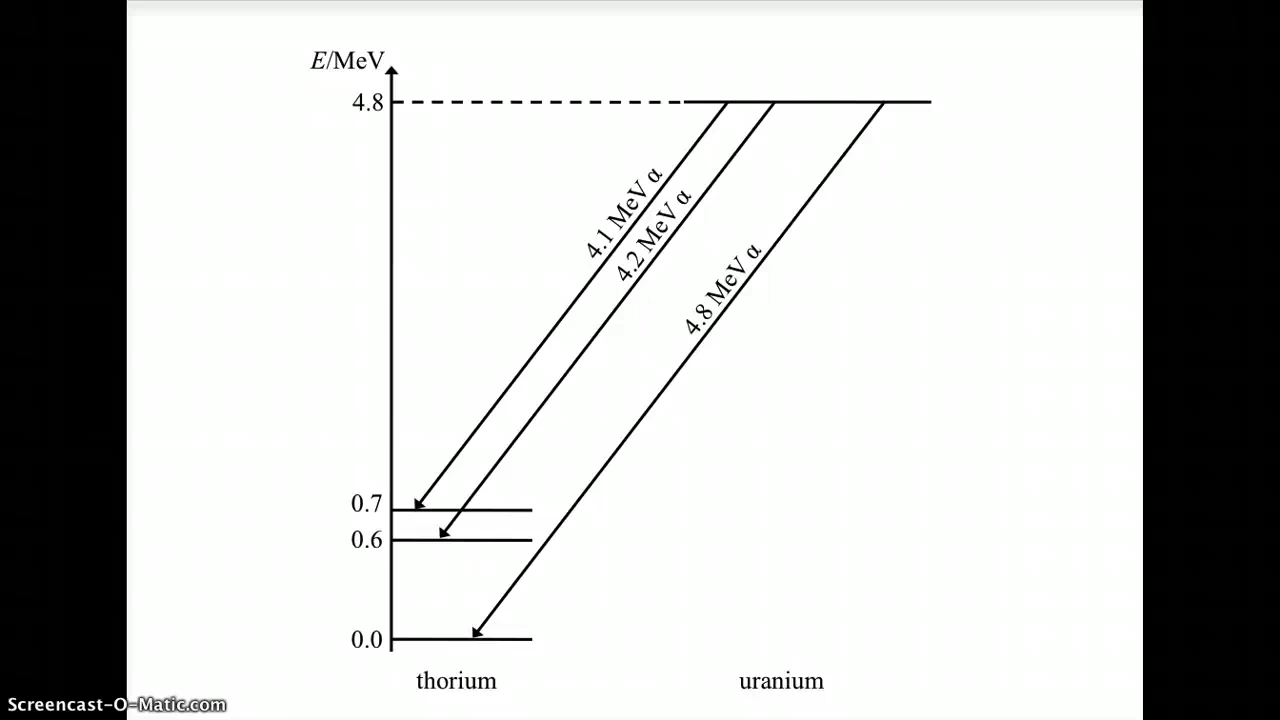 E/MeV
4.8
4.1 MeV α
4.2 MeV α
4.8 MeV α
0.7
0.6
0.0
thorium
uranium
Screencast-O-Matic.com